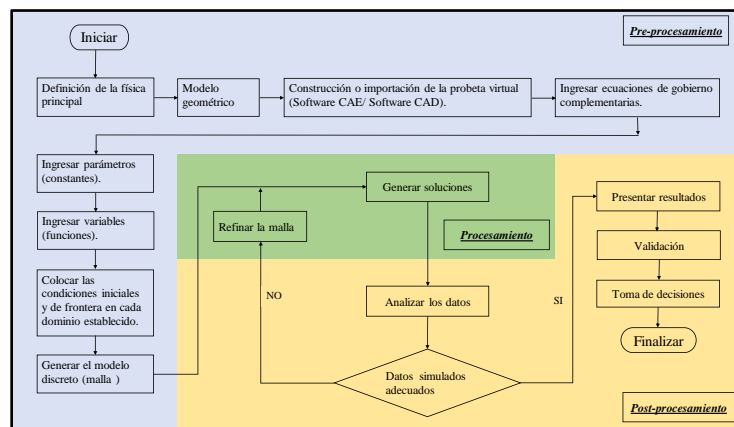 Iniciar
Pre-procesamiento
Definición de la física
principal
Modelo
geométrico
Construcción o importación de la probeta virtual
(Software CAE/ Software CAD).
Ingresar ecuaciones de gobierno
complementarias.
Ingresar parámetros
(constantes).
Ingresar variables
(funciones).
Colocar las
condiciones iniciales
y de frontera en cada
dominio establecido.
Generar el modelo
discreto (malla )
Generar soluciones
Refinar la malla
Procesamiento
NO
Analizar los datos
Datos simulados
adecuados
SI
Presentar resultados
Validación
Toma de decisiones
Finalizar
Post-procesamiento